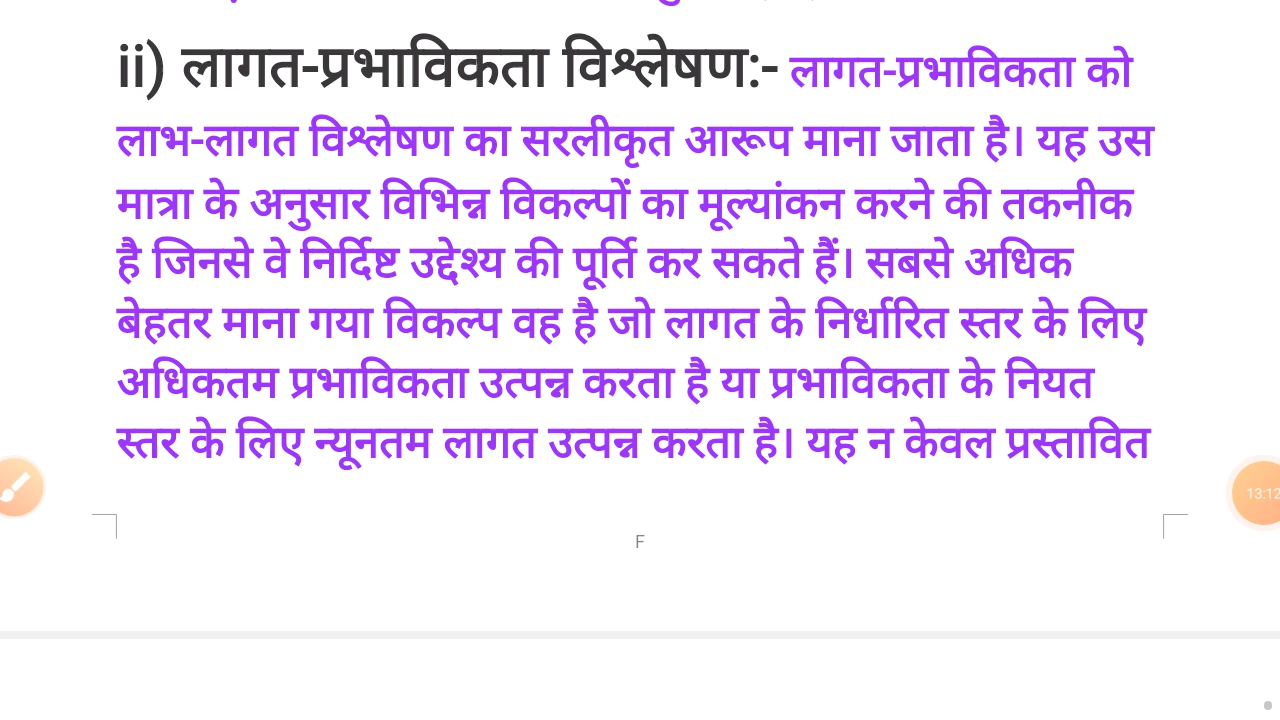 ii) लागत-प्रभाविकता विश्लेषण:- लागत-प्रभाविकता को
लाभ-लागत विश्लेषण का सरलीकृत आरूप माना जाता है। यह उस
मात्रा के अनुसार विभिन्न विकल्पों का मूल्यांकन करने की तकनीक
है जिनसे वे निर्दिष्ट उद्देश्य की पूर्ति कर सकते हैं। सबसे अधिक
बेहतर माना गया विकल्प वह है जो लागत के निर्धारित स्तर के लिए
अधिकतम प्रभाविकता उत्पन्न करता है या प्रभाविकता के नियत
स्तर के लिए न्यूनतम लागत उत्पन्न करता है। यह न केवल प्रस्तावित
13:12
F